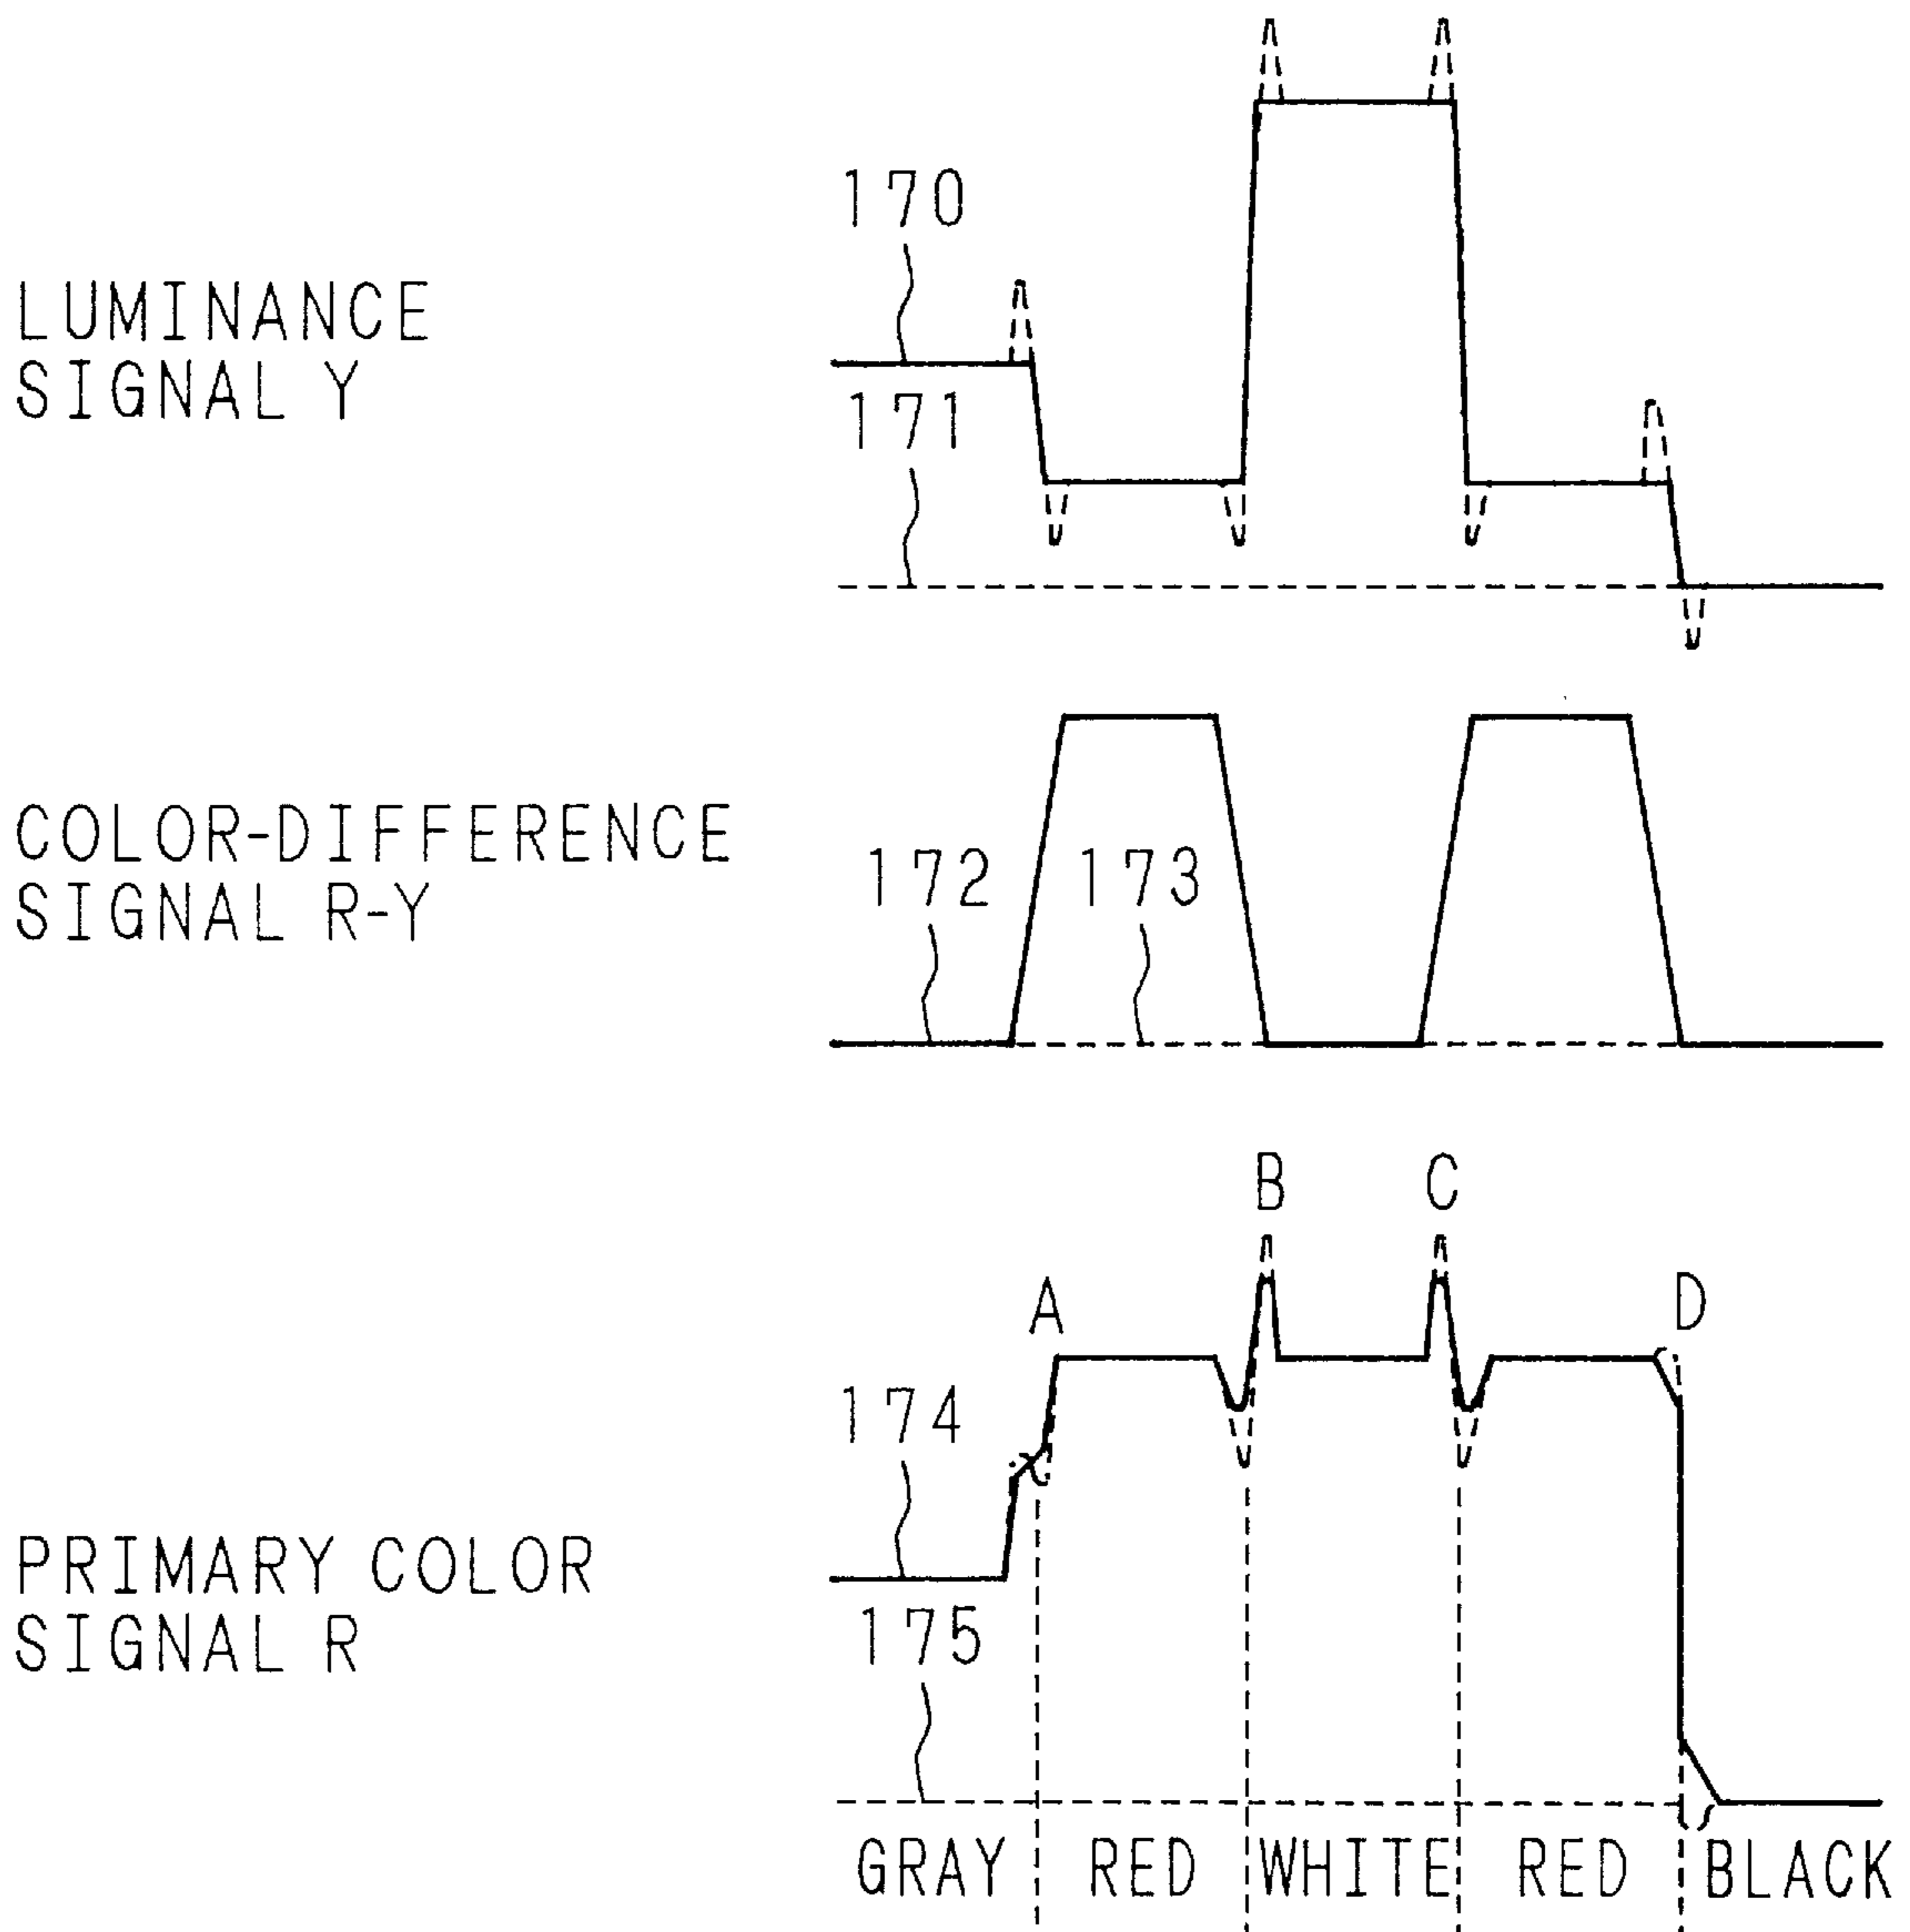 170
LUMINANCE
SIGNAL Y
171
COLOR-DIFFERENCE
SIGNAL R-Y
172
173
B
C
A
D
174
PRIMARY COLOR
SIGNAL R
175
GRAY
RED
WHITE
RED
BLACK